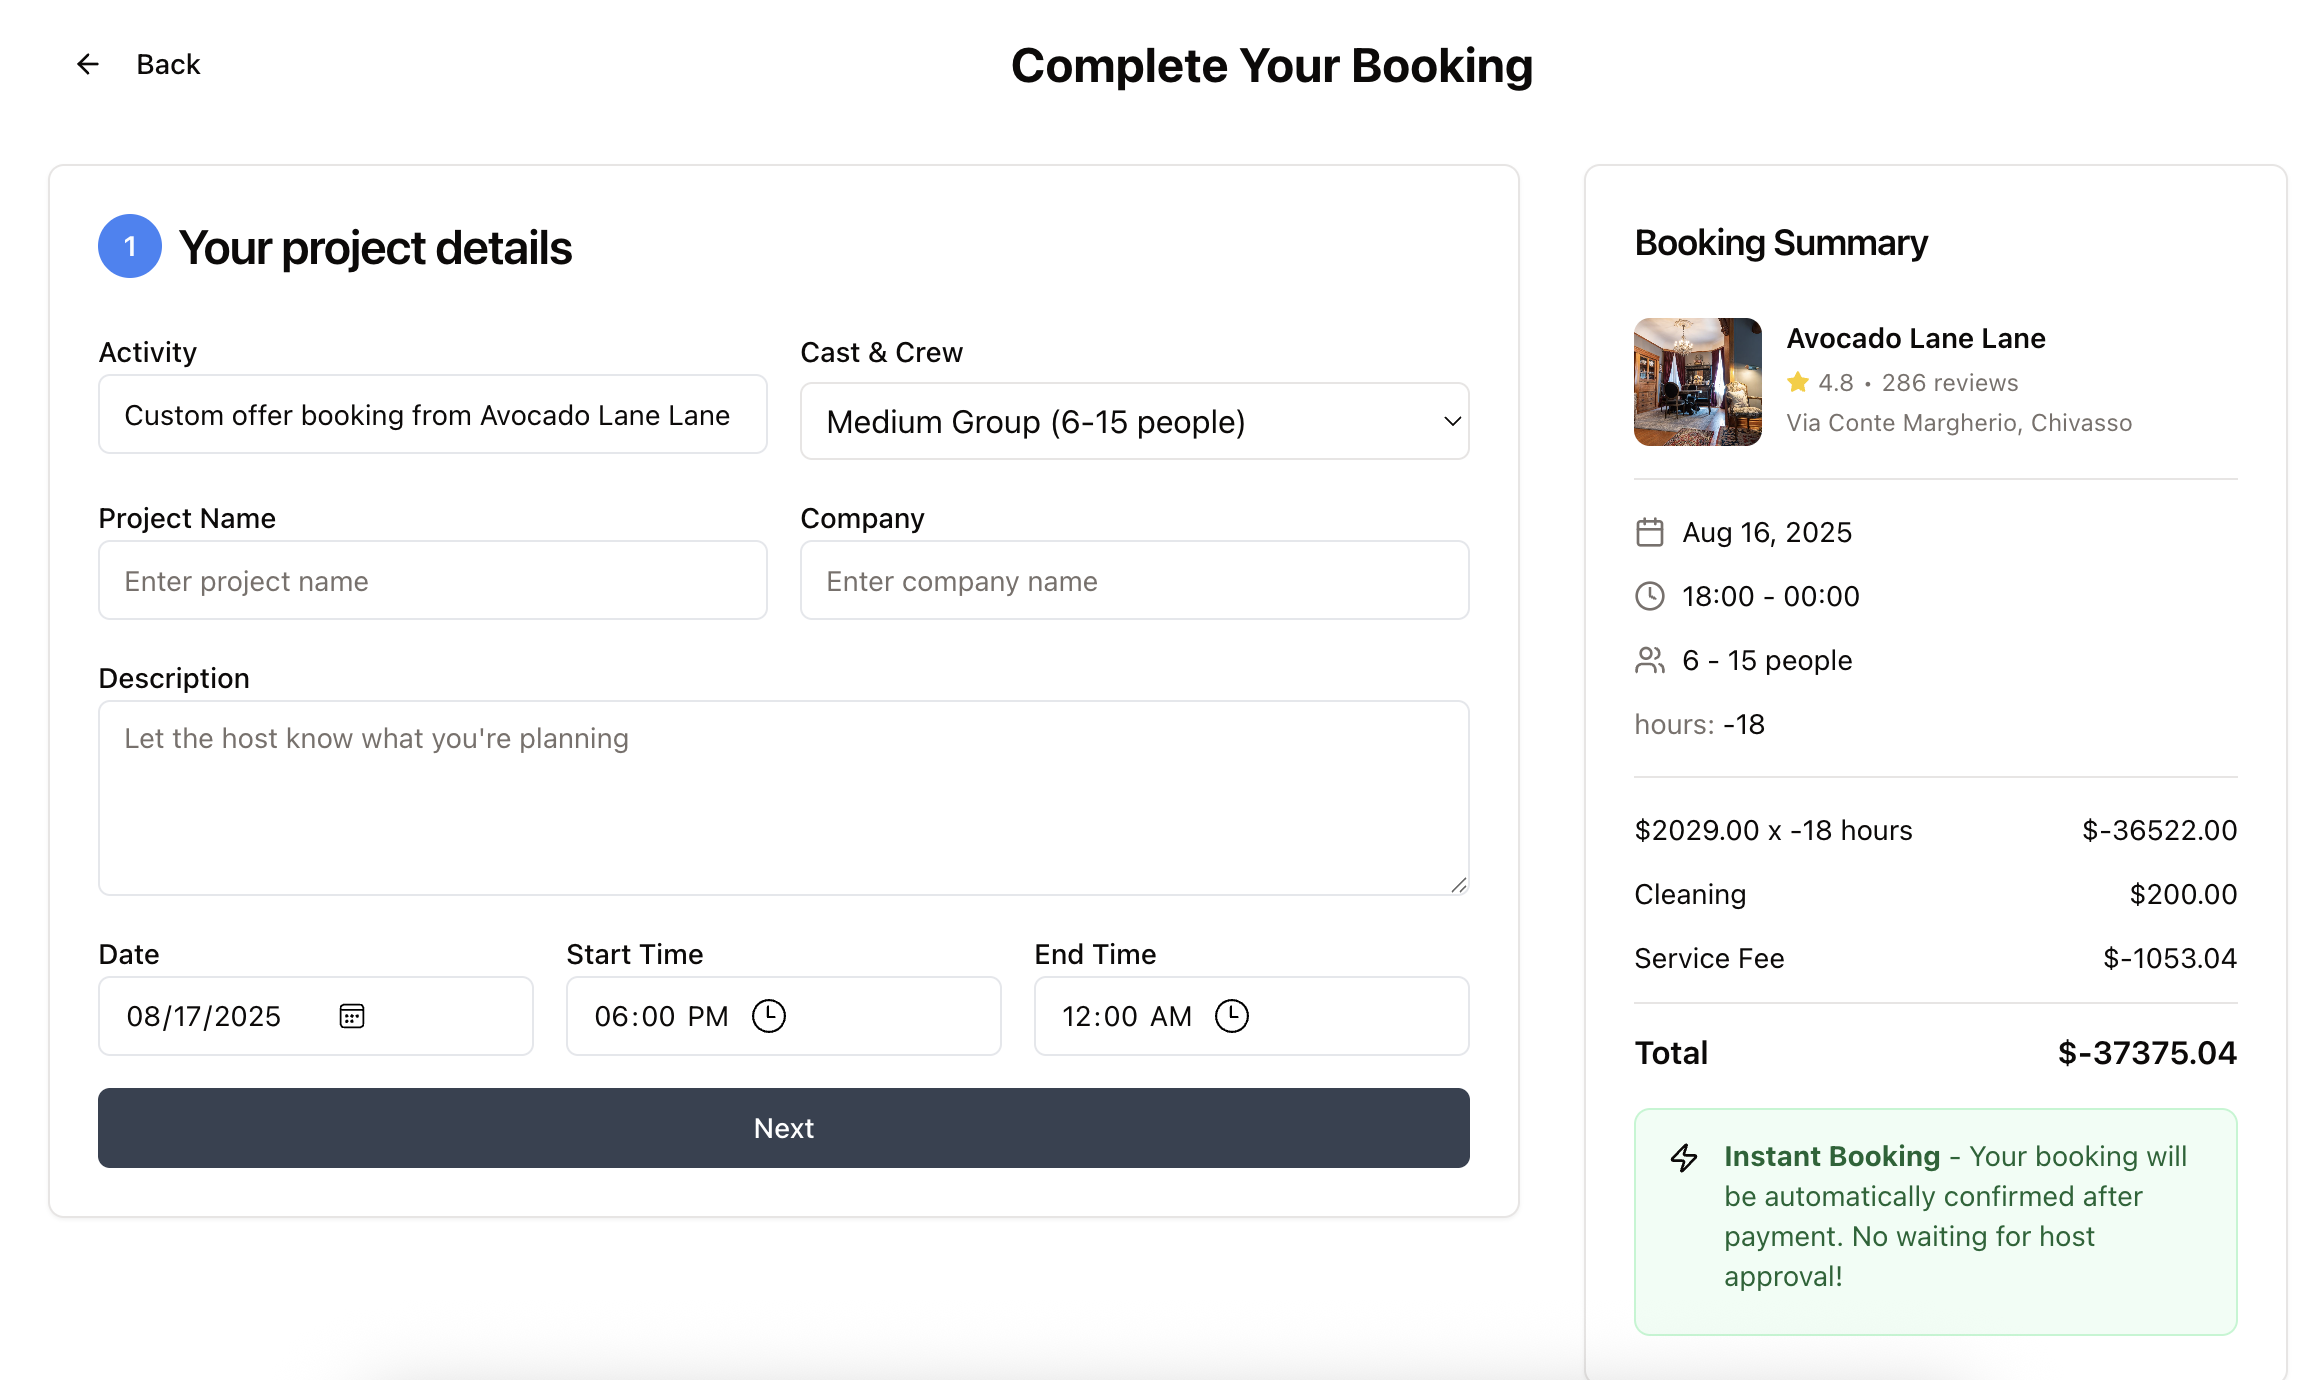 Back
Complete Your Booking
1
Your project details
Activity
Cast & Crew
Custom offer booking from Avocado Lane Lane
Medium Group (6-15 people)
Project Name
Company
Enter project name
Enter company name
Description
Let the host know what you're planning
Date
Start Time
End Time
08/17/2025
06:00 PM
12:00 AM
Next
Booking Summary
Avocado Lane Lane
4.8 • 286 reviews
Via Conte Margherio, Chivasso
Aug 16, 2025
18:00 - 00:00
6 - 15 people
hours: -18
$2029.00 x -18 hours $-36522.00
Cleaning $200.00
Service Fee $-1053.04
Total $-37375.04
Instant Booking - Your booking will
be automatically confirmed after
payment. No waiting for host
approval!